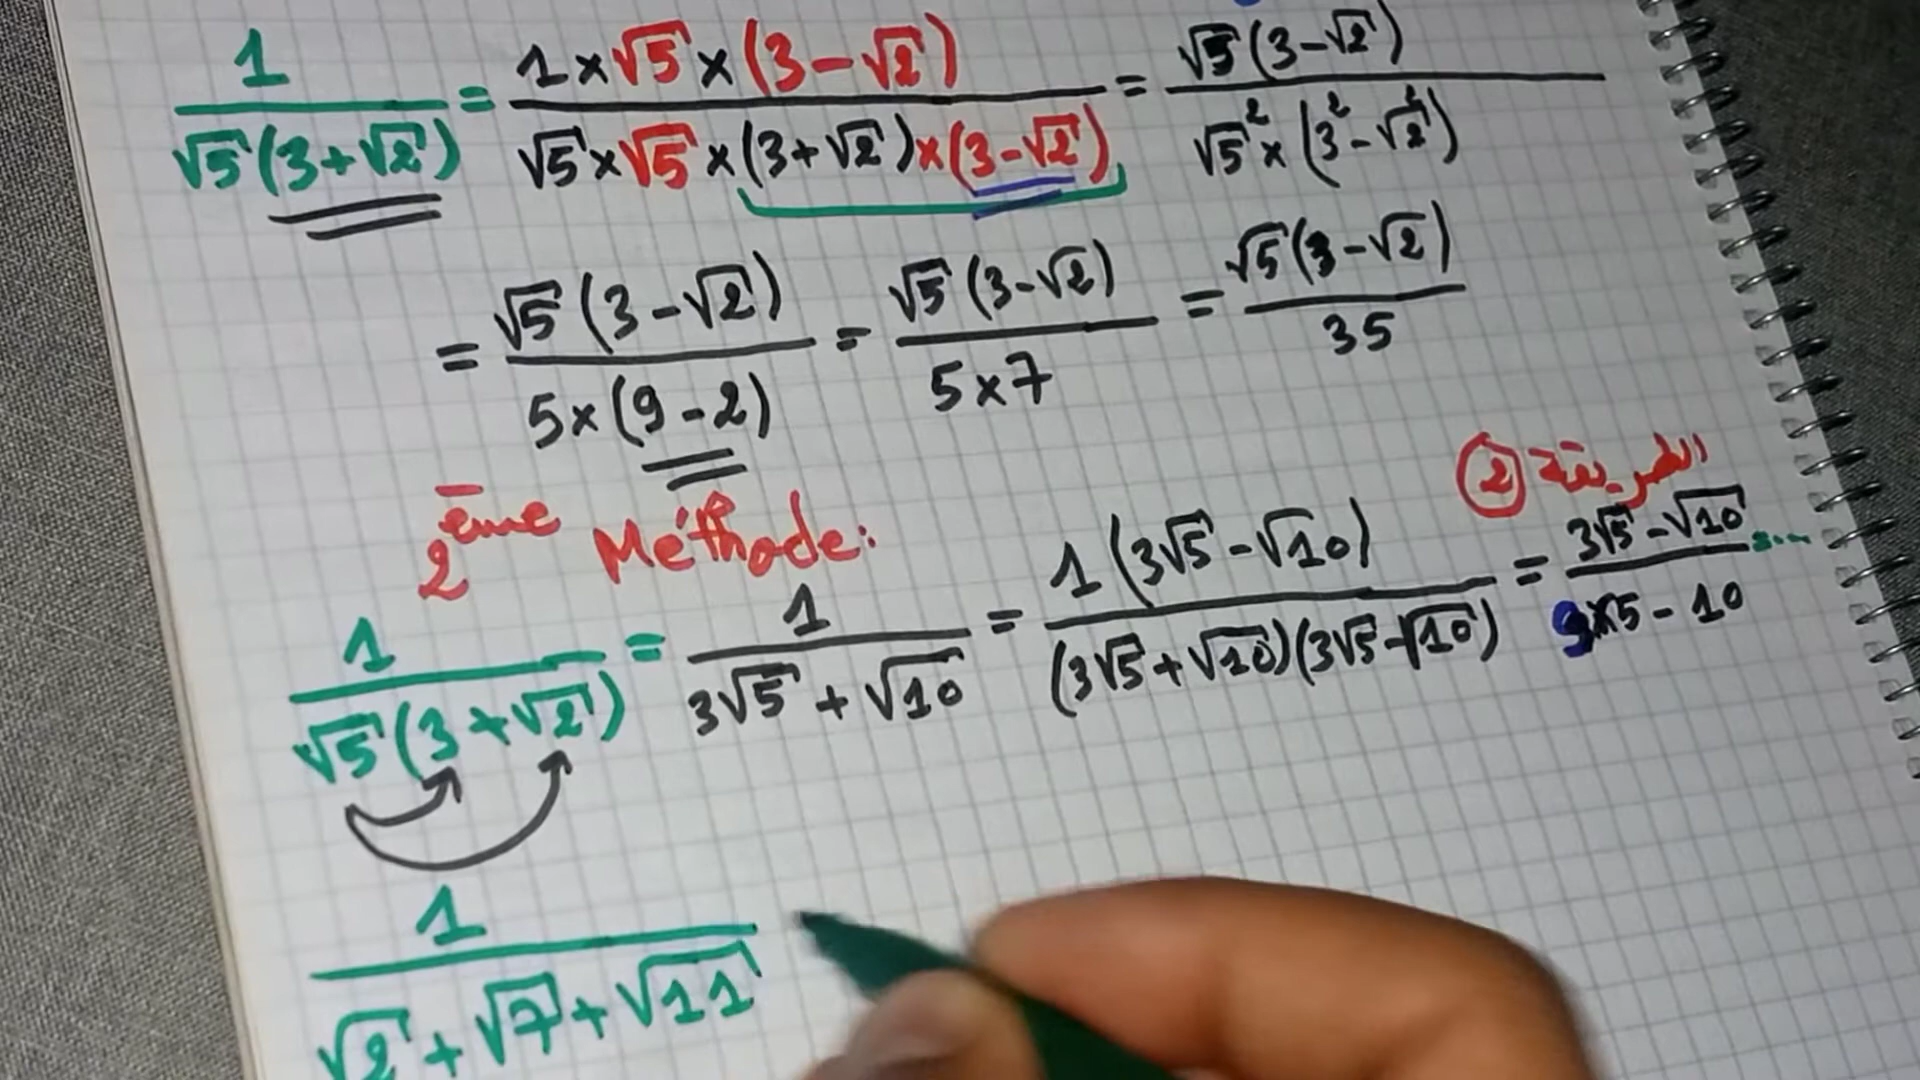 1/(√5(3+√2)) = (1×√5×(3-√2))/(√5×√5×(3+√2)×(3-√2)) = (√5(3-√2))/(√5²×(3²-√2²))
= (√5(3-√2))/(5×(9-2)) = (√5(3-√2))/(5×7) = (√5(3-√2))/35
2ème Méthode: الطريقة 2
1/(√5(3+√2)) = 1/(3√5+√10) = (1(3√5-√10))/((3√5+√10)(3√5-√10)) = (3√5-√10)/(9×5-10) = ...
1/(√2+√7+√11)